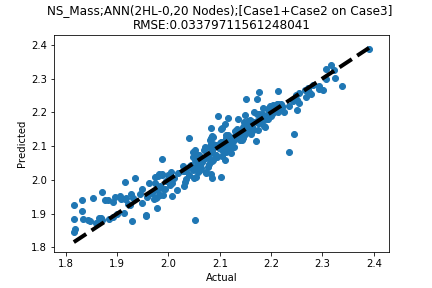 NS_Mass;ANN(2HL-0,20 Nodes);[Case1+Case2 on Case3]
RMSE:0.03379711561248041
2.4
2.3
2.2
2.1
2.0
1.9
1.8
Predicted
1.8 1.9 2.0 2.1 2.2 2.3 2.4
Actual